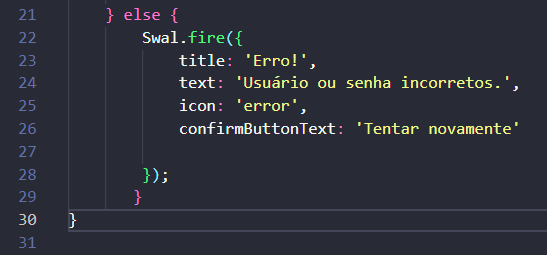 21 } else {
22 Swal.fire({
23 title: 'Erro!',
24 text: 'Usuário ou senha incorretos.',
25 icon: 'error',
26 confirmButtonText: 'Tentar novamente'
27
28 });
29 }
30 }
31